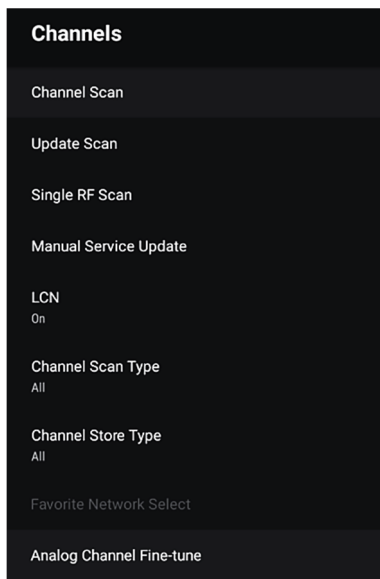 Channels
Channel Scan
Update Scan
Single RF Scan
Manual Service Update
LCN
On
Channel Scan Type
All
Channel Store Type
All
Favorite Network Select
Analog Channel Fine-tune